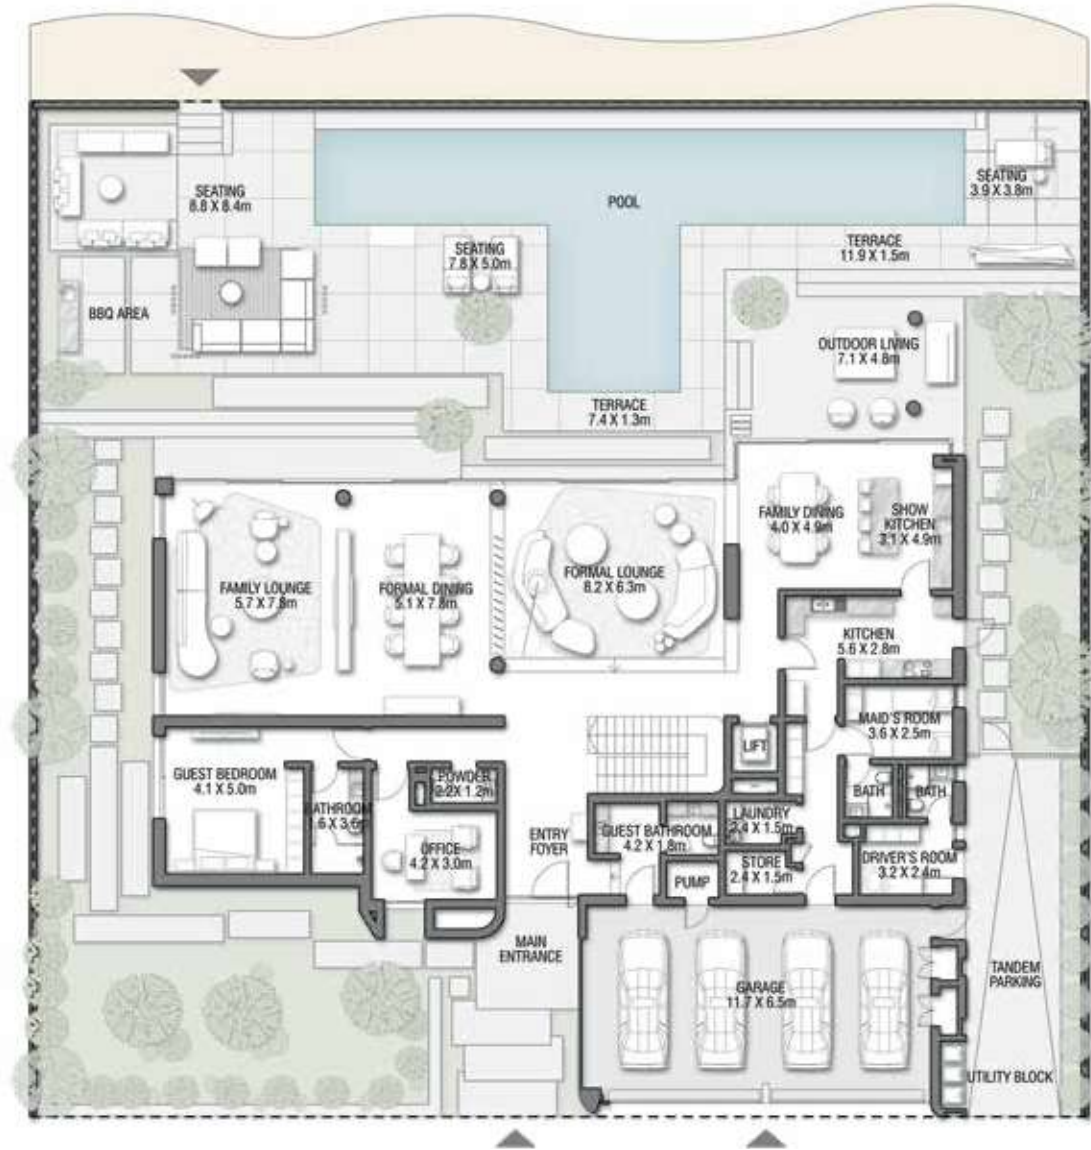 SEATING
8.8 X 8.4m
POOL
SEATING
3.9 X 3.8m
SEATING
7.8 X 5.0m
TERRACE
11.9 X 1.5m
BBQ AREA
OUTDOOR LIVING
7.1 X 4.8m
TERRACE
7.4 X 1.3m
FAMILY DINING
4.0 X 4.9m
SHOW
KITCHEN
3.1 X 4.9m
FAMILY LOUNGE
5.7 X 7.8m
FORMAL DINING
5.1 X 7.8m
FORMAL LOUNGE
8.2 X 6.3m
KITCHEN
5.6 X 2.8m
MAID'S ROOM
3.6 X 2.5m
LIFT
GUEST BEDROOM
4.1 X 5.0m
POWDER
2.2X 1.2m
BATHROOM
1.6 X 3.6m
BATH
BATH
LAUNDRY
2.4 X 1.5m
ENTRY
FOYER
GUEST BATHROOM
4.2 X 1.8m
OFFICE
4.2 X 3.0m
STORE
2.4 X 1.5m
DRIVER'S ROOM
3.2 X 2.4m
PUMP
MAIN
ENTRANCE
GARAGE
11.7 X 6.5m
TANDEM
PARKING
UTILITY BLOCK